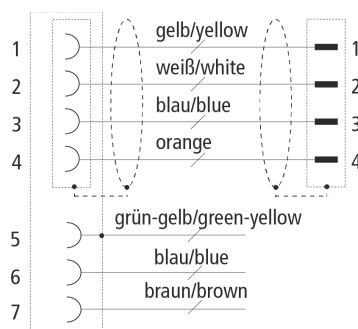 gelb/yellow
1 1
weiß/white
2 2
blau/blue
3 3
orange
4 4
grün-gelb/green-yellow
5
blau/blue
6
braun/brown
7